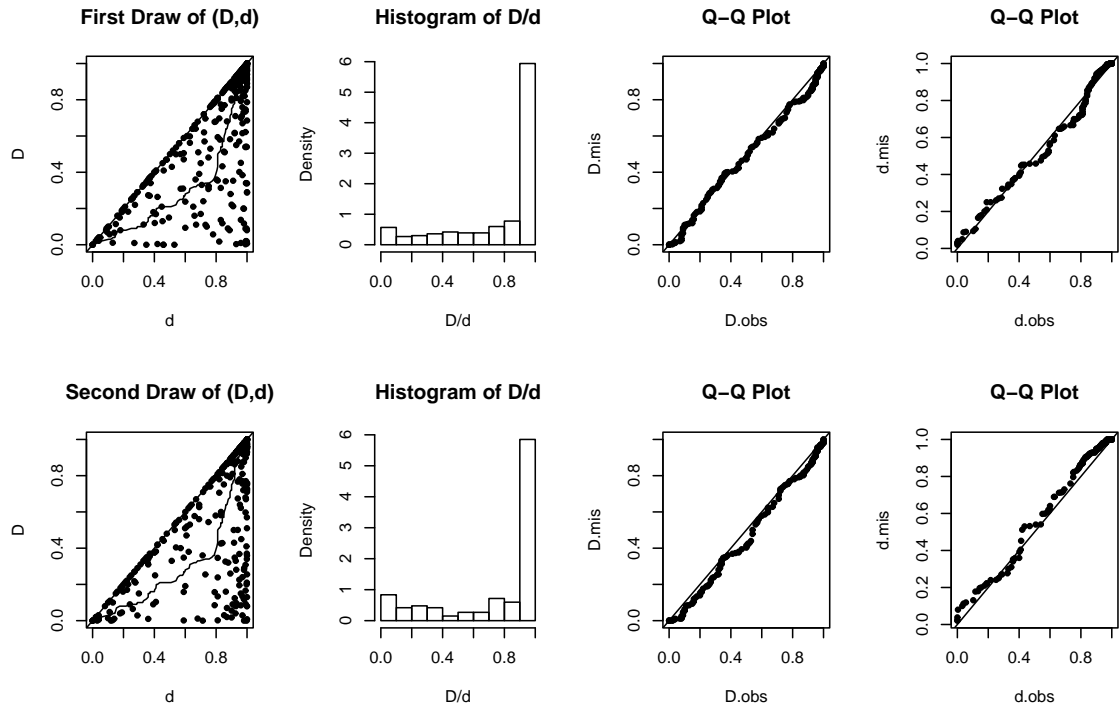 First Draw of (D,d)
Histogram of D/d
Q−Q Plot
Q−Q Plot
D
0.0 0.4 0.8
0.0 0.4 0.8
d
Density
0 1 2 3 4 5 6
0.0 0.4 0.8
D/d
D.mis
0.0 0.4 0.8
0.0 0.4 0.8
D.obs
d.mis
0.0 0.2 0.4 0.6 0.8 1.0
0.0 0.4 0.8
d.obs
Second Draw of (D,d)
Histogram of D/d
Q−Q Plot
Q−Q Plot
D
0.0 0.4 0.8
0.0 0.4 0.8
d
Density
0 1 2 3 4 5 6
0.0 0.4 0.8
D/d
D.mis
0.0 0.4 0.8
0.0 0.4 0.8
D.obs
d.mis
0.0 0.2 0.4 0.6 0.8 1.0
0.0 0.4 0.8
d.obs